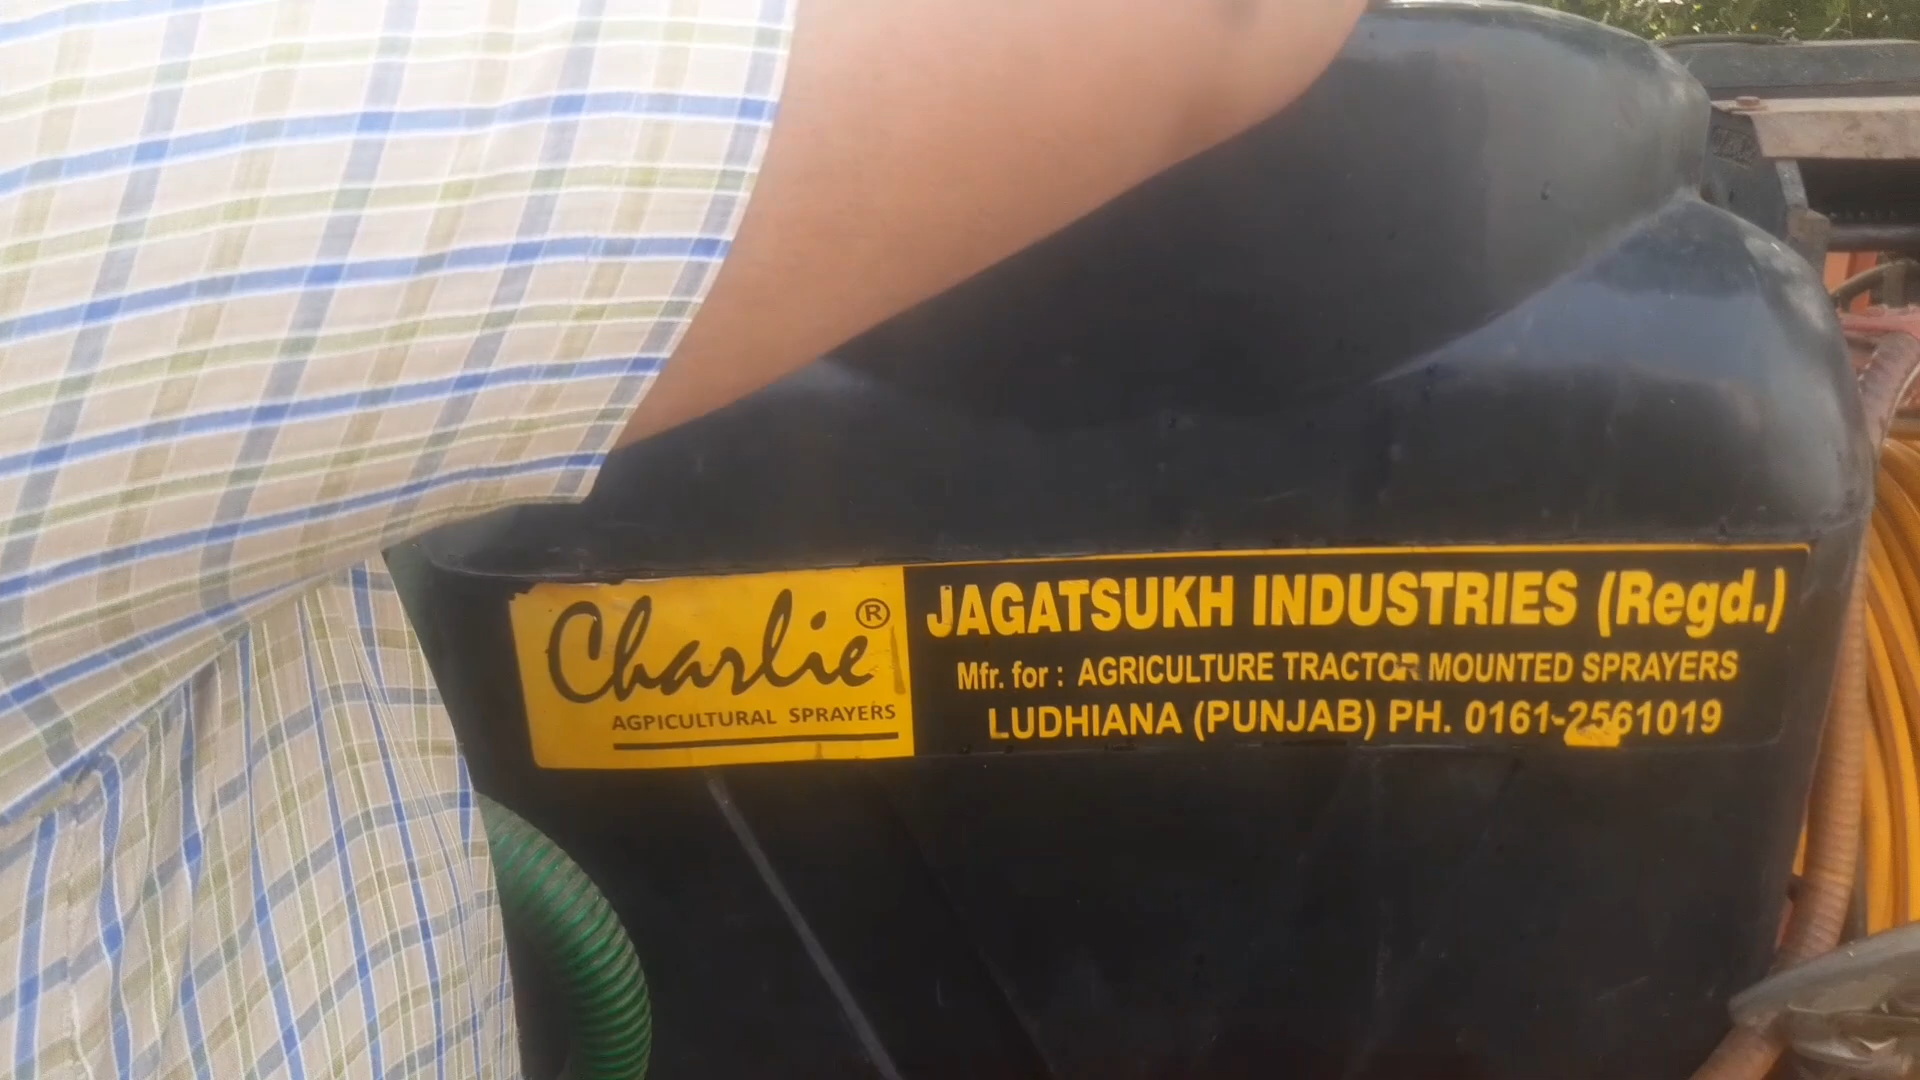 Charlie®
AGPICULTURAL SPRAYERS
JAGATSUKH INDUSTRIES (Regd.)
Mfr. for : AGRICULTURE TRACTOR MOUNTED SPRAYERS
LUDHIANA (PUNJAB) PH. 0161-2561019